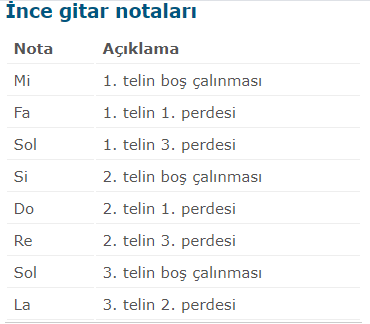 İnce gitar notaları
Nota Açıklama
Mi 1. telin boş çalınması
Fa 1. telin 1. perdesi
Sol 1. telin 3. perdesi
Si 2. telin boş çalınması
Do 2. telin 1. perdesi
Re 2. telin 3. perdesi
Sol 3. telin boş çalınması
La 3. telin 2. perdesi